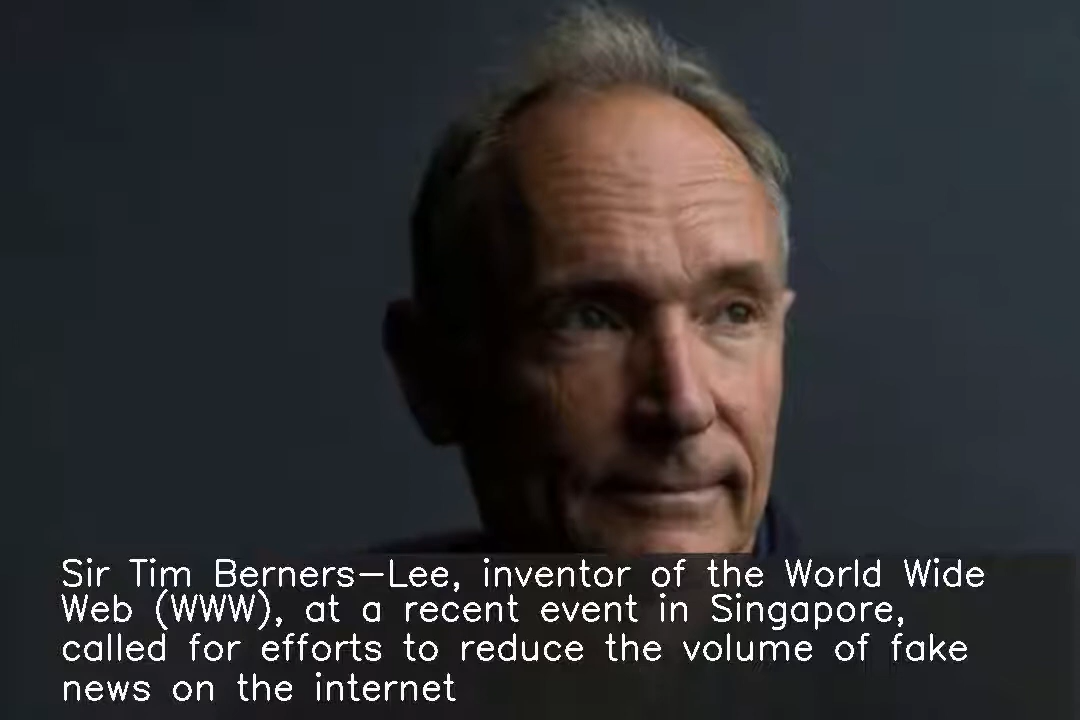 Sir Tim Berners-Lee, inventor of the World Wide
Web (WWW), at a recent event in Singapore,
called for efforts to reduce the volume of fake
news on the internet